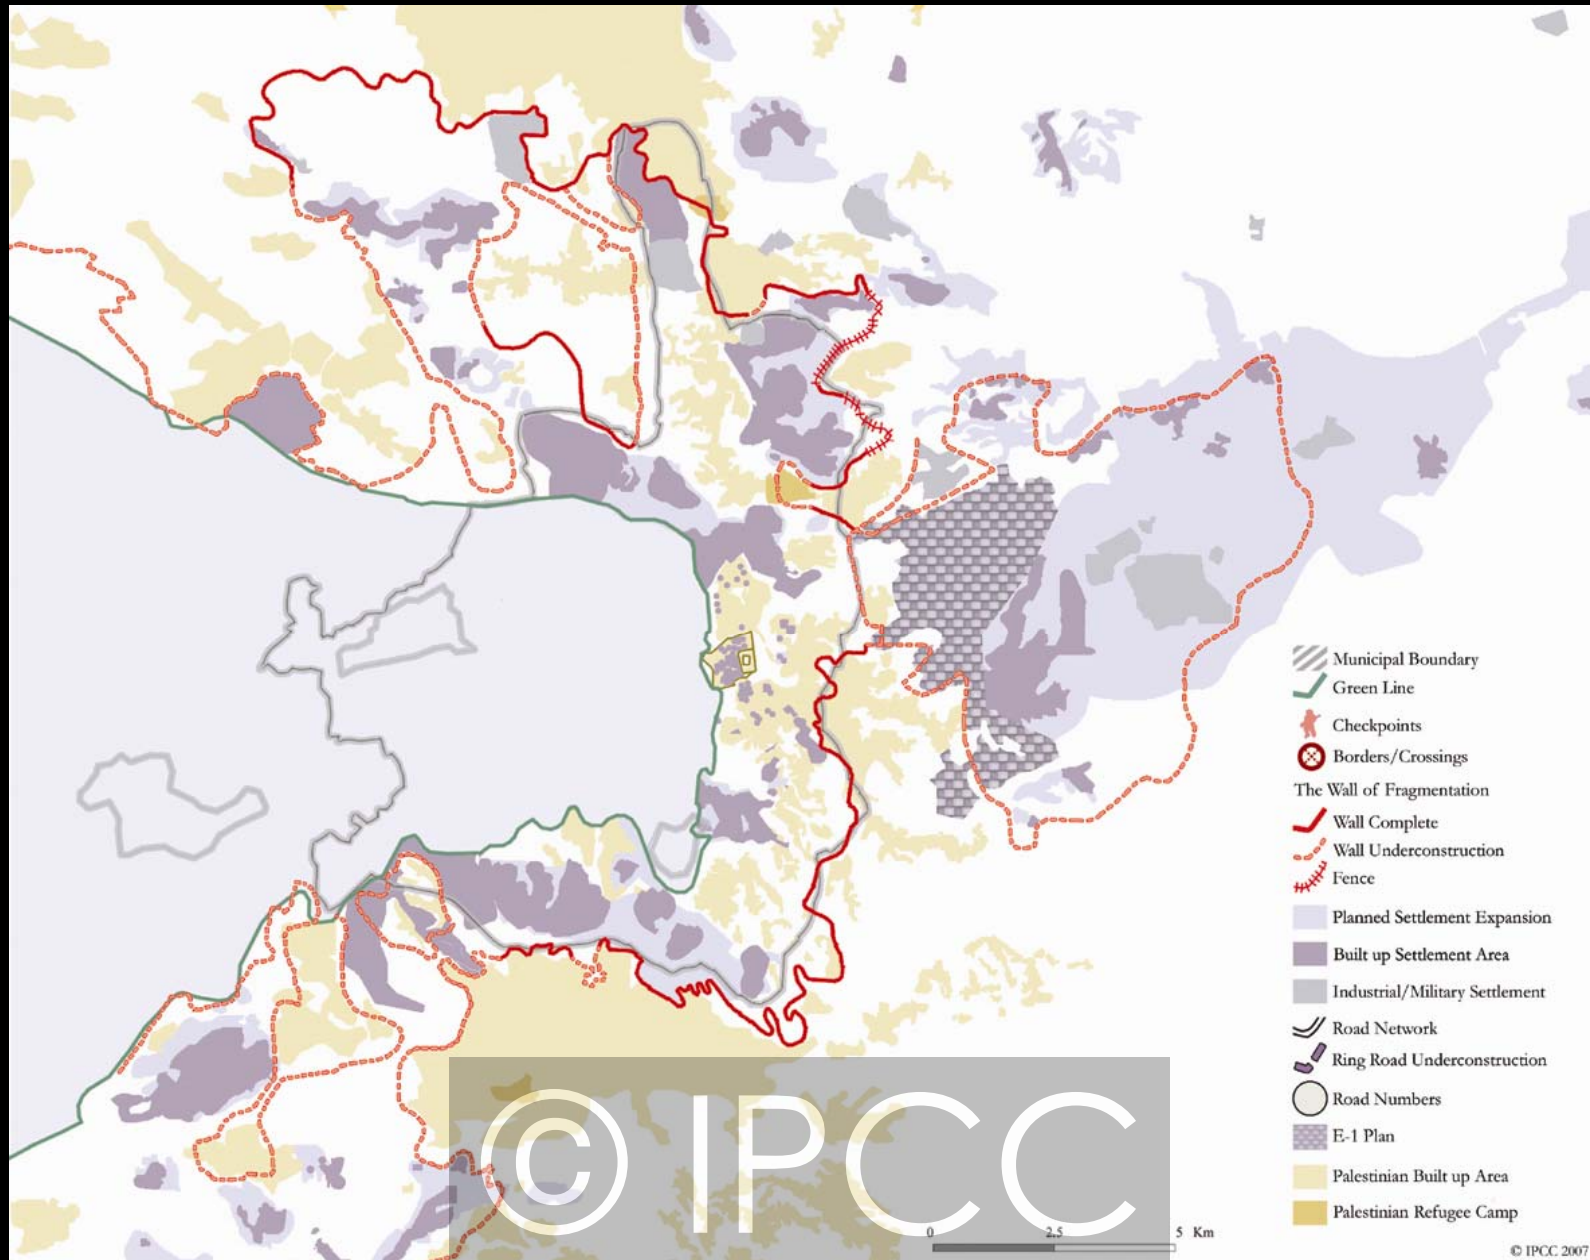 Municipal Boundary
Green Line
Checkpoints
Borders/Crossings
The Wall of Fragmentation
Wall Complete
Wall Underconstruction
Fence
Planned Settlement Expansion
Built up Settlement Area
Industrial/Military Settlement
Road Network
Ring Road Underconstruction
Road Numbers
E-1 Plan
Palestinian Built up Area
Palestinian Refugee Camp
© IPCC
0 2.5 5 Km
© IPCC 2007